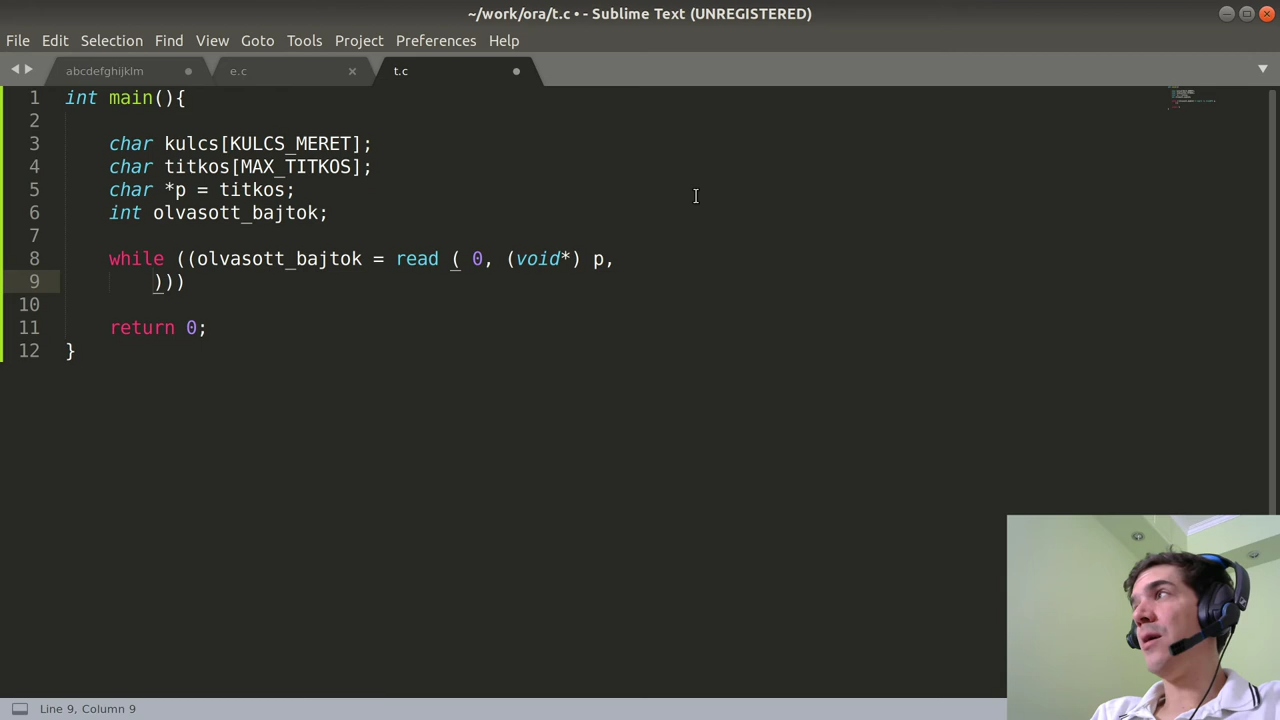 ~/work/ora/t.c • - Sublime Text (UNREGISTERED)
File Edit Selection Find View Goto Tools Project Preferences Help
abcdefghijklm e.c t.c
1 int main(){
2
3 char kulcs[KULCS_MERET];
4 char titkos[MAX_TITKOS];
5 char *p = titkos;
6 int olvasott_bajtok;
7
8 while ((olvasott_bajtok = read ( 0, (void*) p,
9 )))
10
11 return 0;
12 }
Line 9, Column 9